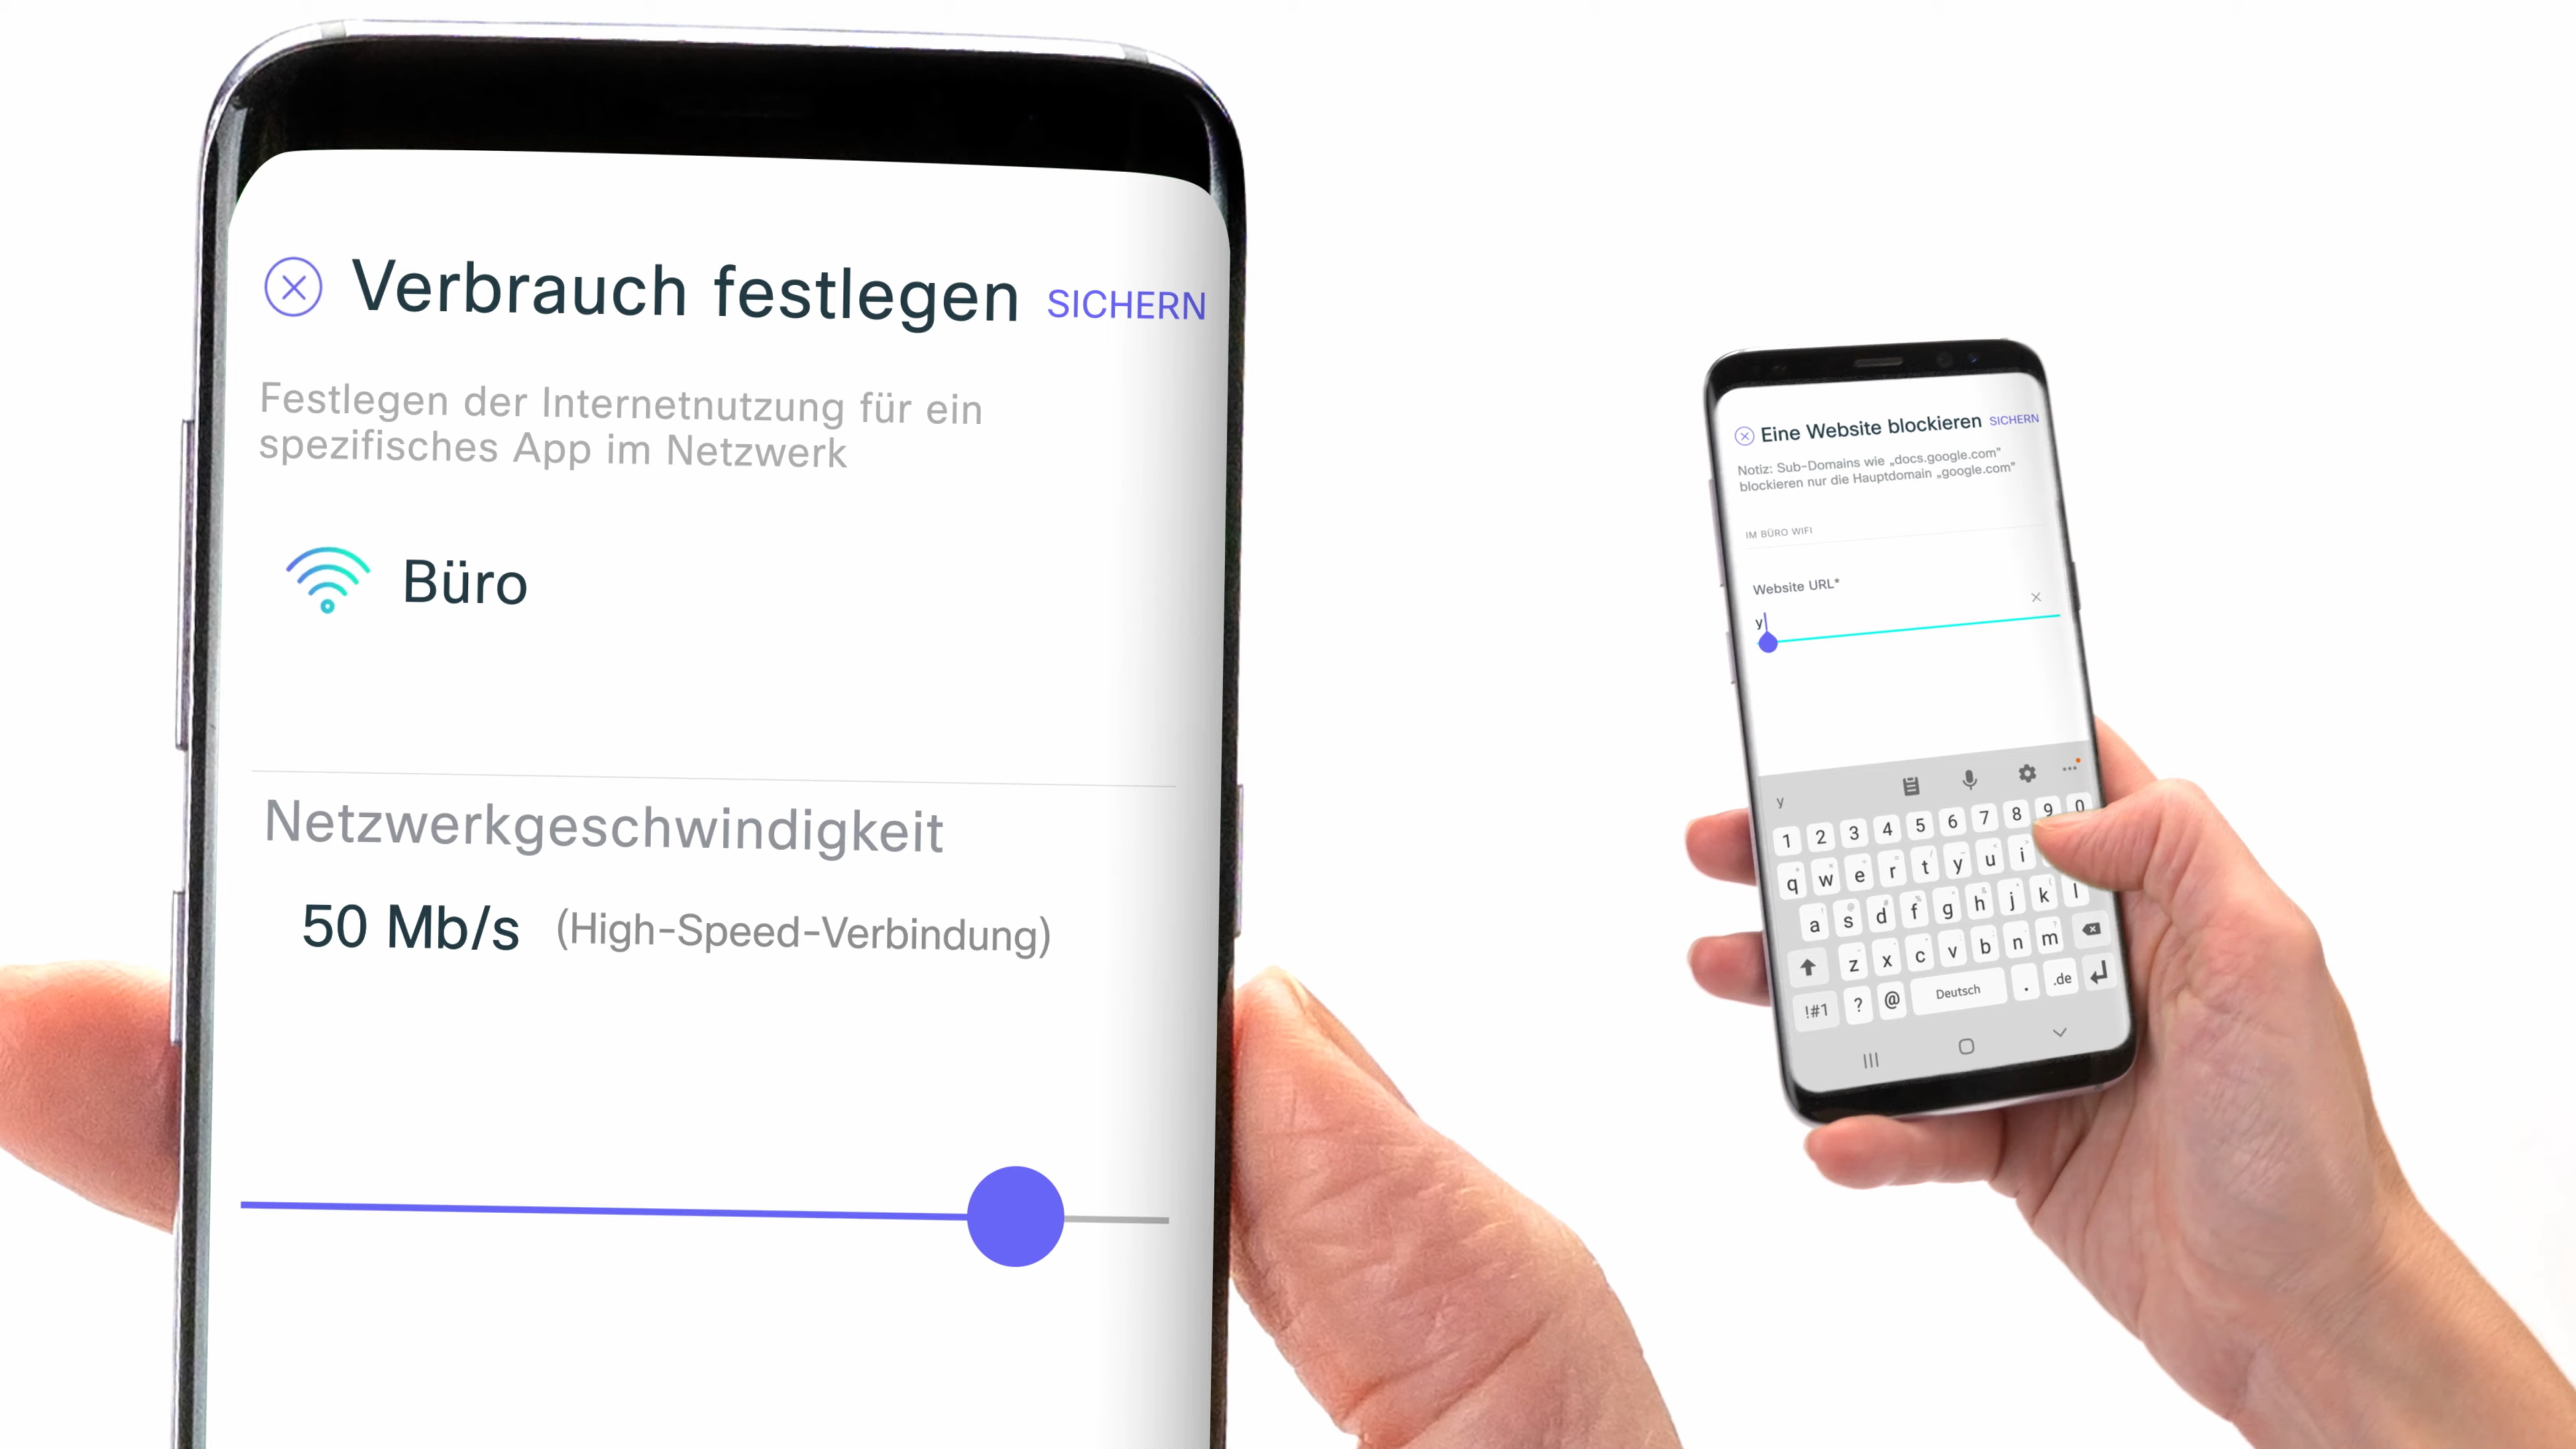 Verbrauch festlegen SICHERN
Festlegen der Internetnutzung für ein
spezifisches App im Netzwerk
Büro
Netzwerkgeschwindigkeit
50 Mb/s (High-Speed-Verbindung)
Eine Website blockieren SICHERN
Notiz: Sub-Domains wie „docs.google.com"
blockieren nur die Hauptdomain „google.com"
IM BÜRO WIFI
Website URL*
y
y
1 2 3 4 5 6 7 8 9 0
q w e r t y u i
a s d f g h j k l
z x c v b n m
!#1 ? @ Deutsch . .de